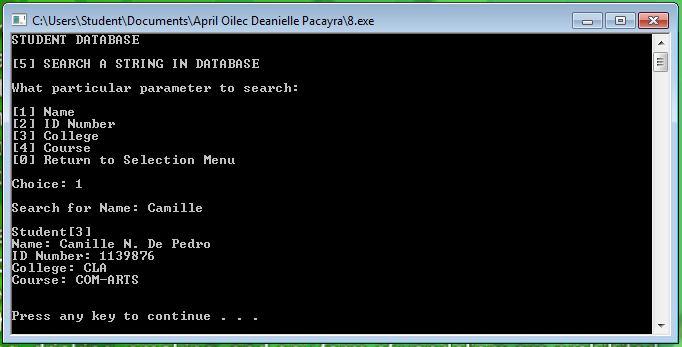 C:\Users\Student\Documents\April Oilec Deanielle Pacayra\8.exe
STUDENT DATABASE
[5] SEARCH A STRING IN DATABASE
What particular parameter to search:
[1] Name
[2] ID Number
[3] College
[4] Course
[0] Return to Selection Menu
Choice: 1
Search for Name: Camille
Student[3]
Name: Camille N. De Pedro
ID Number: 1139876
College: CLA
Course: COM-ARTS
Press any key to continue . . .